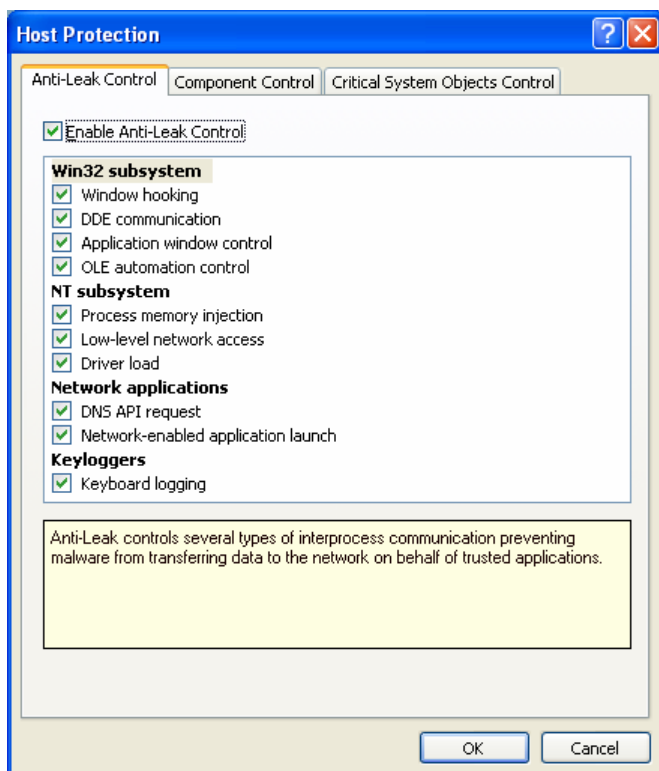 Host Protection
Anti-Leak Control
Component Control
Critical System Objects Control
Enable Anti-Leak Control
Win32 subsystem
Window hooking
DDE communication
Application window control
OLE automation control
NT subsystem
Process memory injection
Low-level network access
Driver load
Network applications
DNS API request
Network-enabled application launch
Keyloggers
Keyboard logging
Anti-Leak controls several types of interprocess communication preventing
malware from transferring data to the network on behalf of trusted applications.
OK
Cancel